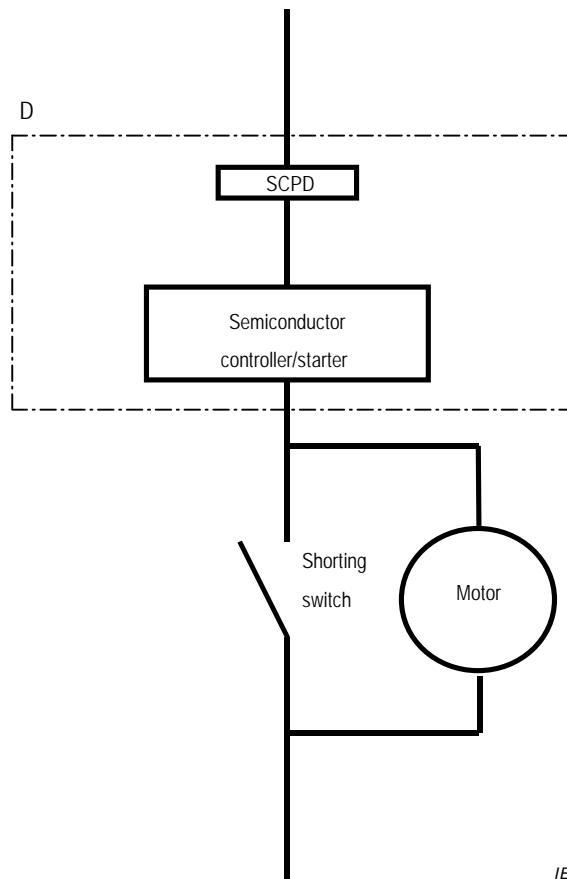 D
SCPD
Semiconductor
controller/starter
Shorting
switch
Motor